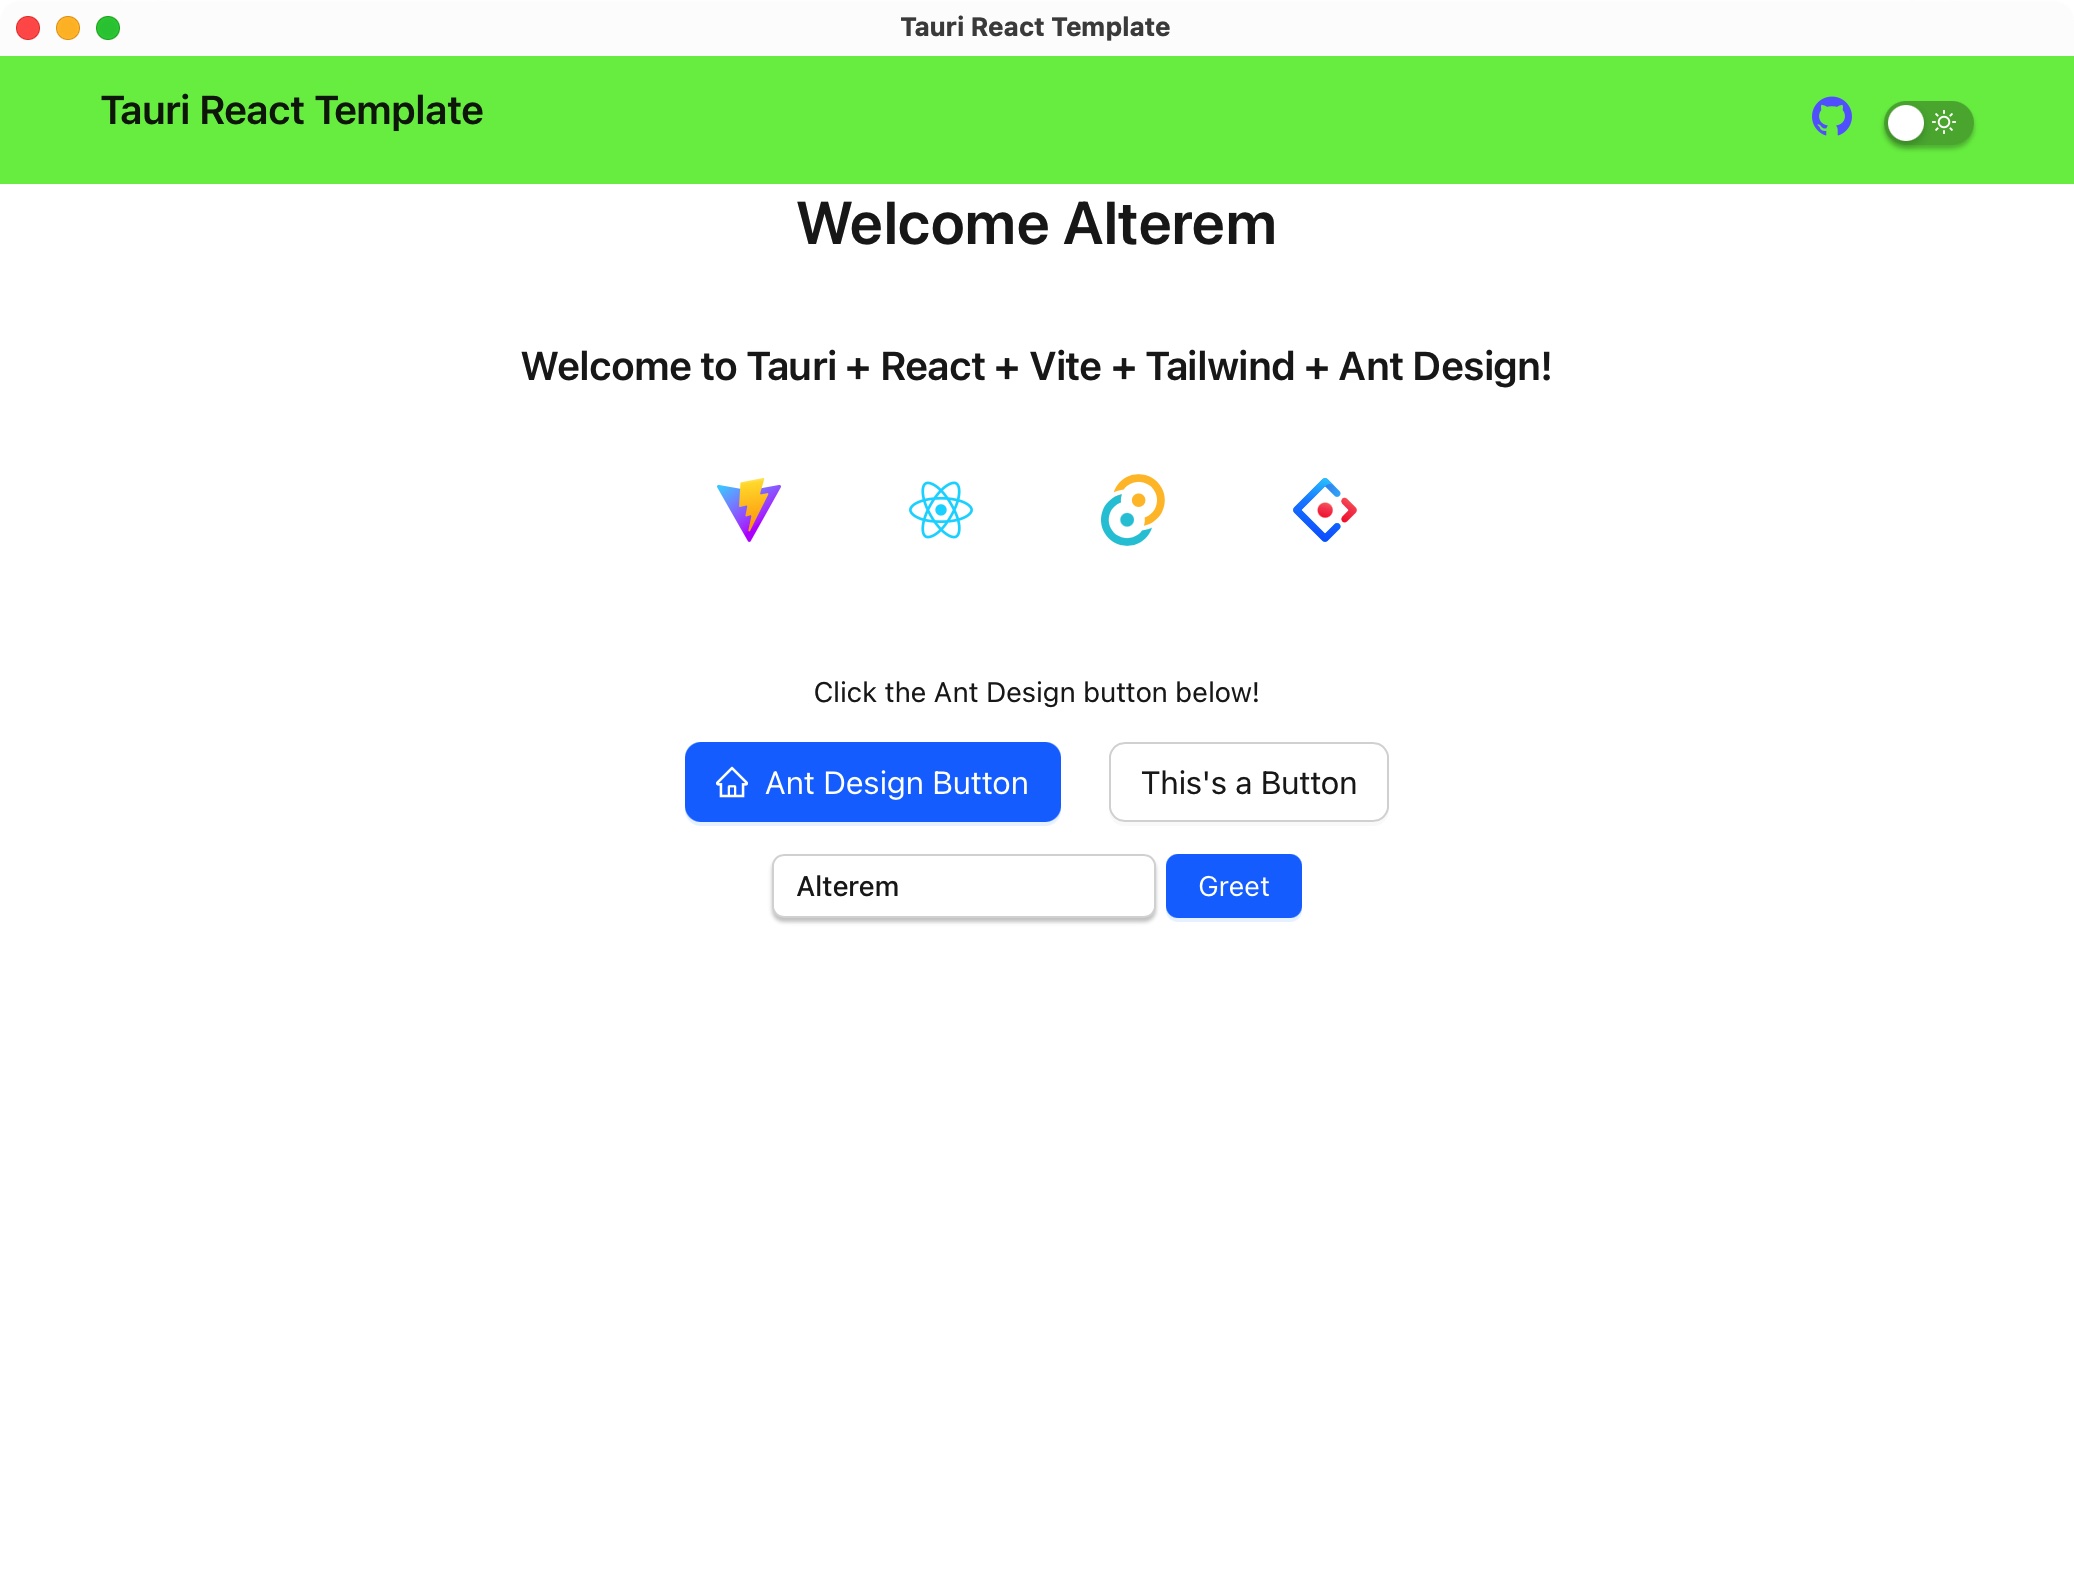 Tauri React Template
Tauri React Template
Welcome Alterem
Welcome to Tauri + React + Vite + Tailwind + Ant Design!
Click the Ant Design button below!
Ant Design Button
This's a Button
Alterem
Greet